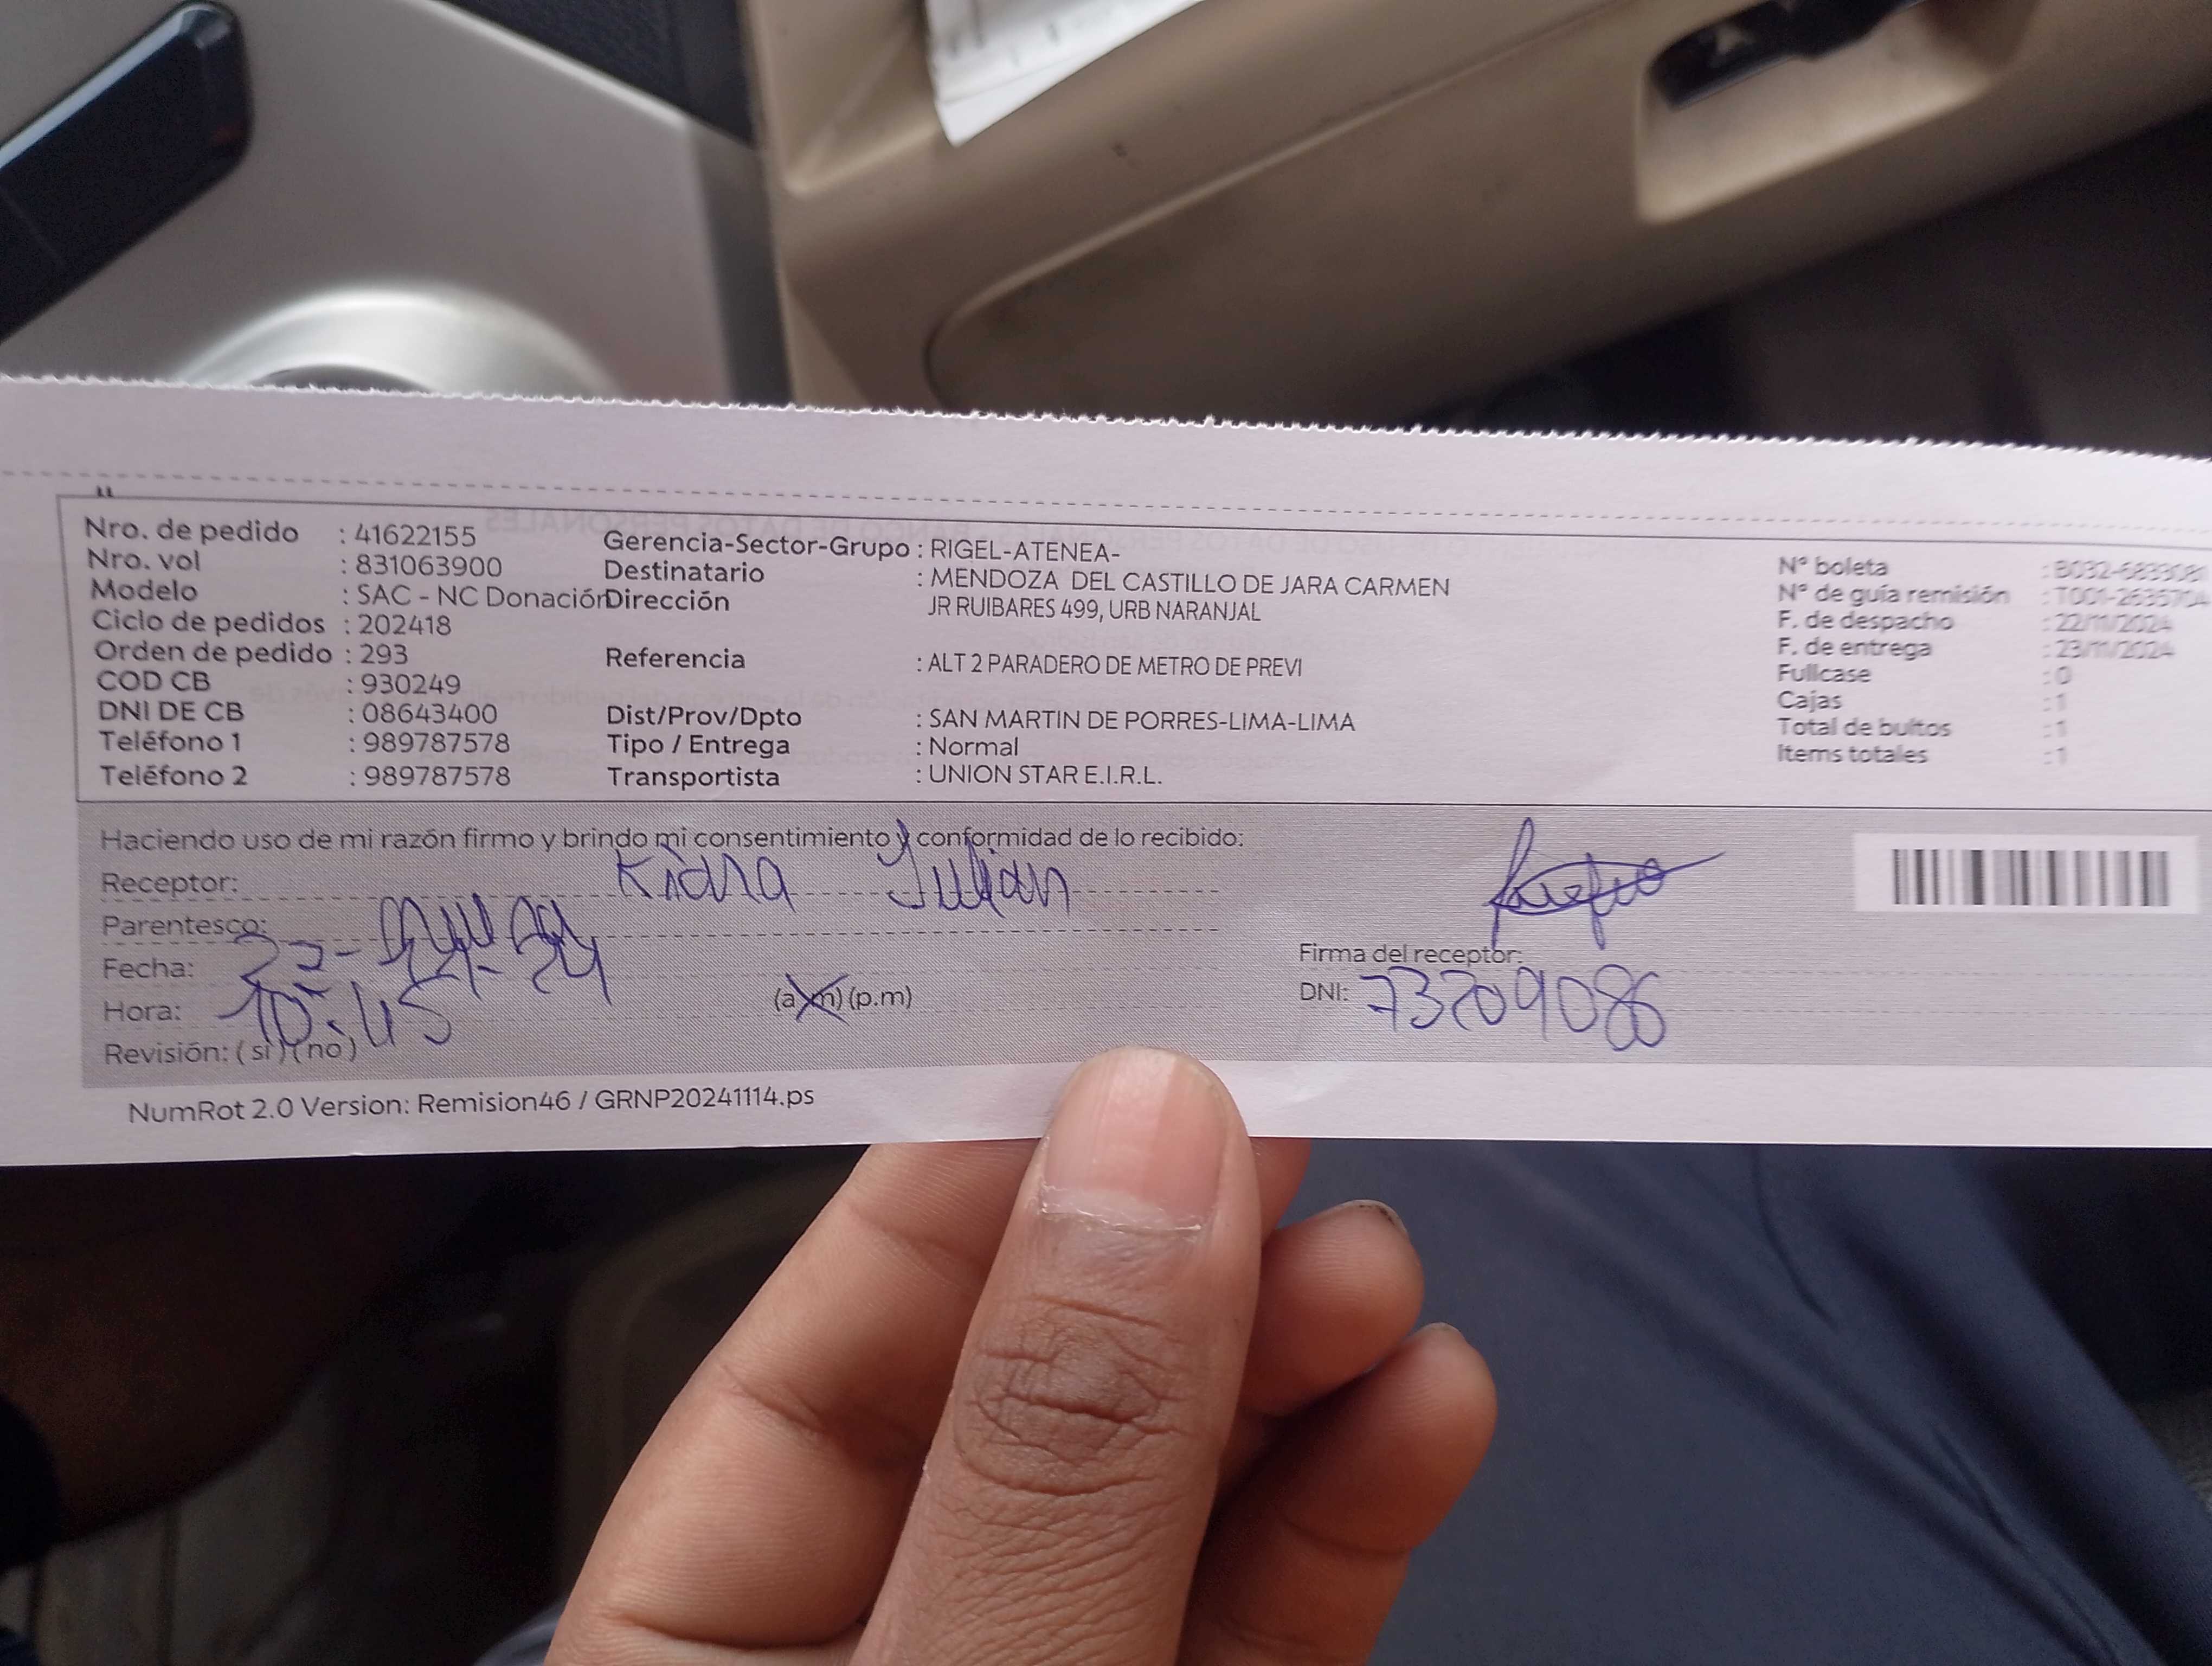 Nro. de pedido : 41622155
Nro. vol : 831063900
Modelo : SAC - NC Donación
Ciclo de pedidos : 202418
Orden de pedido : 293
COD CB : 930249
DNI DE CB : 08643400
Teléfono 1 : 989787578
Teléfono 2 : 989787578
Gerencia-Sector-Grupo : RIGEL-ATENEA-
Destinatario : MENDOZA DEL CASTILLO DE JARA CARMEN
Dirección JR RUIBARES 499, URB NARANJAL
Referencia : ALT 2 PARADERO DE METRO DE PREVI
Dist/Prov/Dpto : SAN MARTIN DE PORRES-LIMA-LIMA
Tipo / Entrega : Normal
Transportista : UNION STAR E.I.R.L.
N° boleta
N° de guía remisión
F. de despacho : 22/11/2024
F. de entrega : 23/11/2024
Fullcase : 0
Cajas : 1
Total de bultos : 1
Items totales : 1
Haciendo uso de mi razón firmo y brindo mi consentimiento y conformidad de lo recibido:
Receptor: Kiara Julian
Parentesco:
Fecha:
Hora: 10:45 (a.m) (p.m)
Revisión: ( si ) ( no )
Firma del receptor:
DNI: 73209086
NumRot 2.0 Version: Remision46 / GRNP20241114.ps